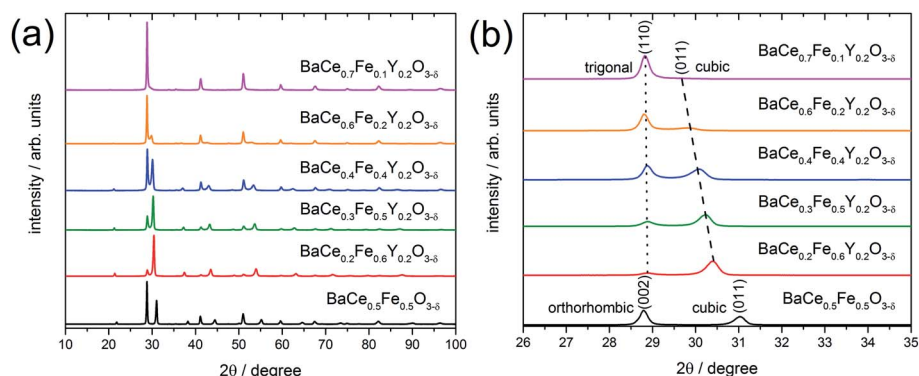 (a)
BaCe0.7Fe0.1Y0.2O3-δ
BaCe0.6Fe0.2Y0.2O3-δ
BaCe0.4Fe0.4Y0.2O3-δ
BaCe0.3Fe0.5Y0.2O3-δ
BaCe0.2Fe0.6Y0.2O3-δ
BaCe0.5Fe0.5O3-δ
intensity / arb. units
10 20 30 40 50 60 70 80 90 100
2θ / degree
(b)
(110)
(011)
trigonal
cubic
BaCe0.7Fe0.1Y0.2O3-δ
BaCe0.6Fe0.2Y0.2O3-δ
BaCe0.4Fe0.4Y0.2O3-δ
BaCe0.3Fe0.5Y0.2O3-δ
BaCe0.2Fe0.6Y0.2O3-δ
(002)
(011)
orthorhombic
cubic
BaCe0.5Fe0.5O3-δ
intensity / arb. units
26 27 28 29 30 31 32 33 34 35
2θ / degree